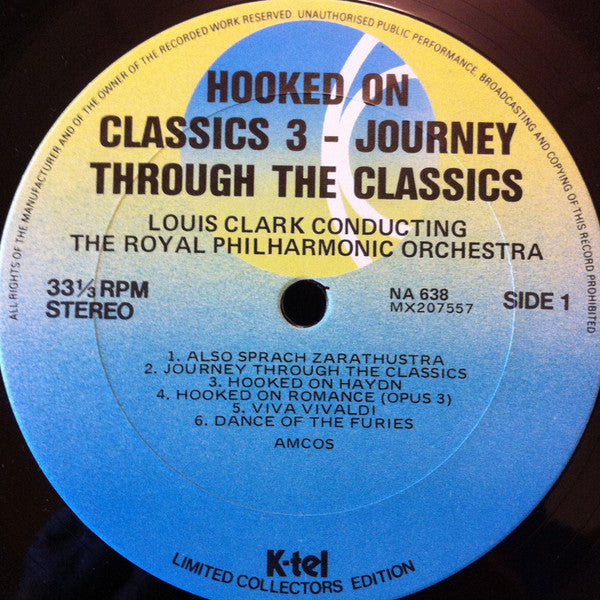 ALL RIGHTS OF THE MANUFACTURER AND OF THE OWNER OF THE RECORDED WORK RESERVED. UNAUTHORISED PUBLIC PERFORMANCE, BROADCASTING AND COPYING OF THIS RECORD PROHIBITED
HOOKED ON
CLASSICS 3 - JOURNEY
THROUGH THE CLASSICS
LOUIS CLARK CONDUCTING
THE ROYAL PHILHARMONIC ORCHESTRA
33⅓ RPM
STEREO
NA 638
MX207557
SIDE 1
1. ALSO SPRACH ZARATHUSTRA
2. JOURNEY THROUGH THE CLASSICS
3. HOOKED ON HAYDN
4. HOOKED ON ROMANCE (OPUS 3)
5. VIVA VIVALDI
6. DANCE OF THE FURIES
AMCOS
K-tel
LIMITED COLLECTORS EDITION